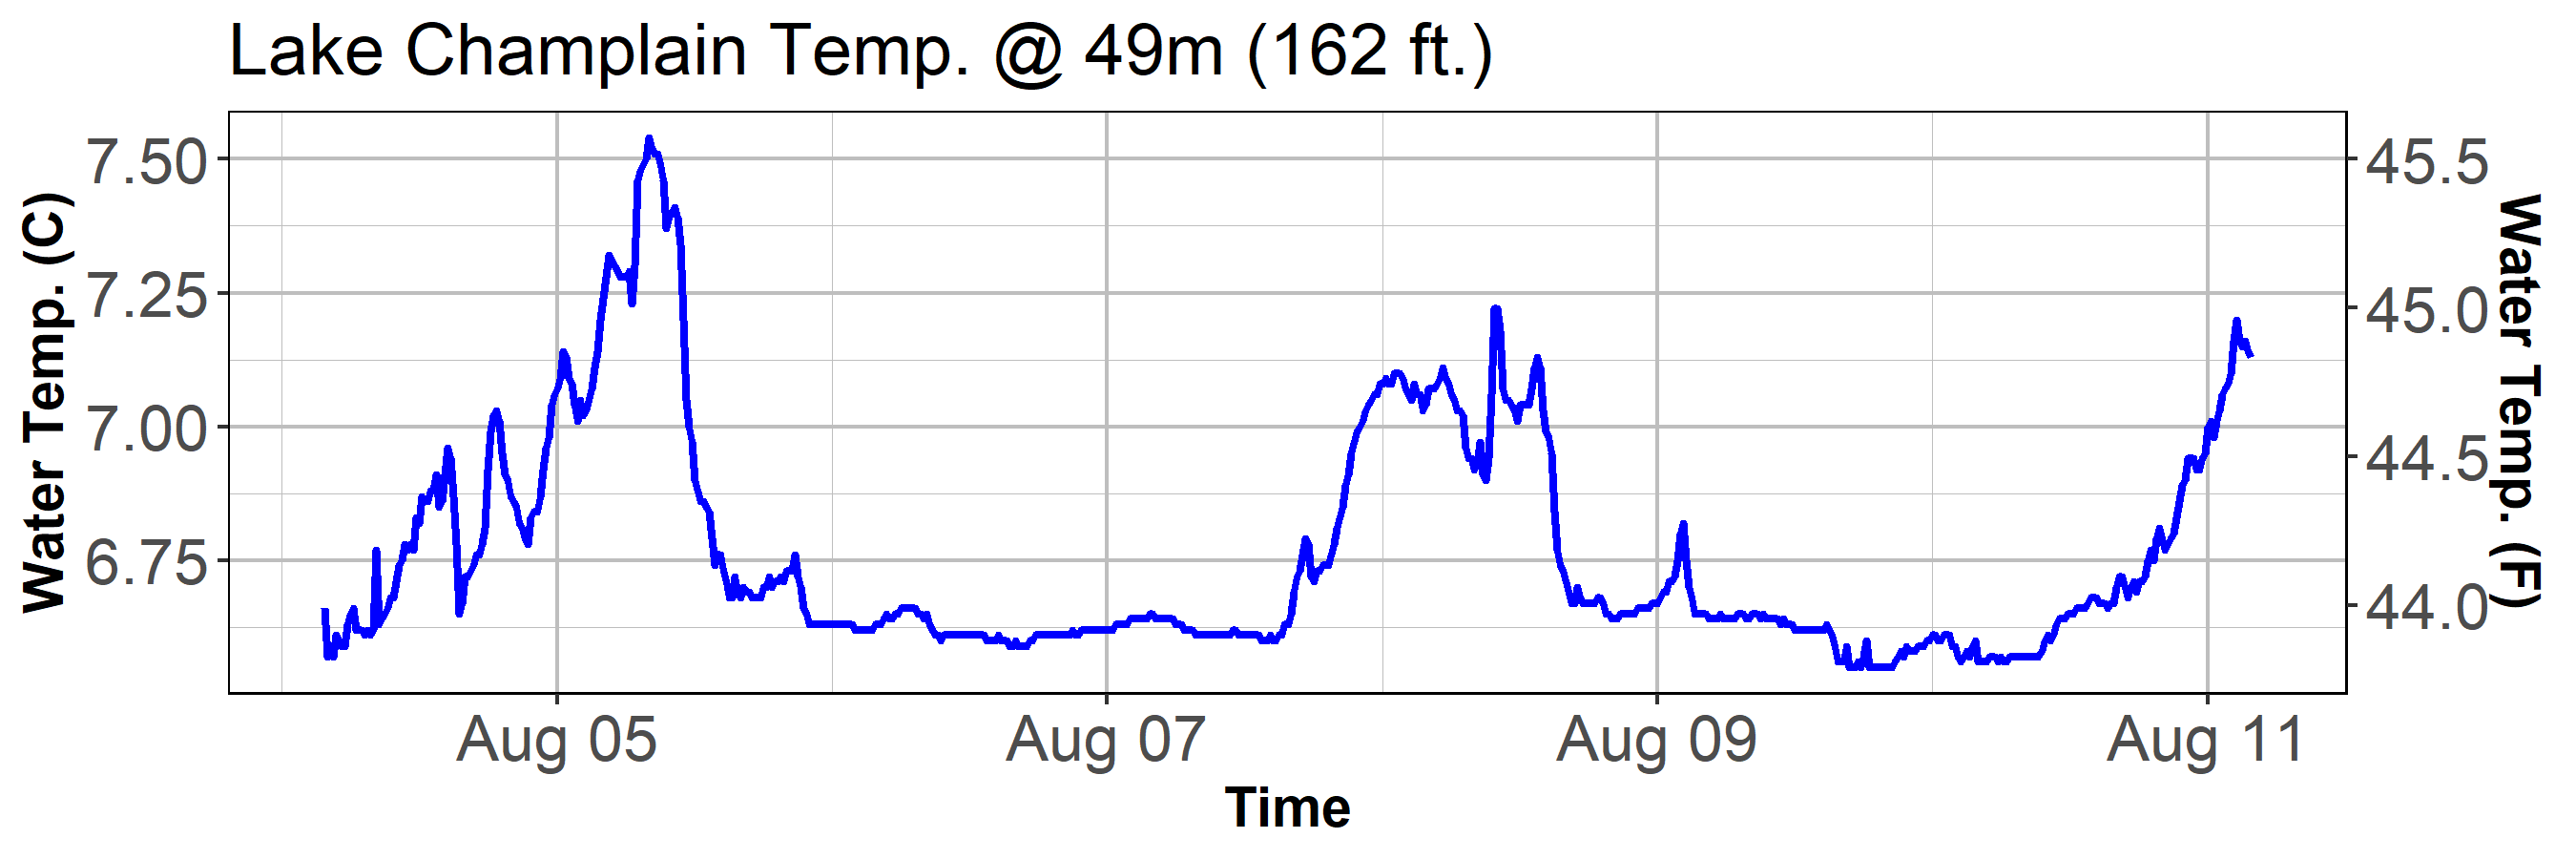 Lake Champlain Temp. @ 49m (162 ft.)
Water Temp. (C)
7.50
7.25
7.00
6.75
45.5
45.0
44.5
44.0
Water Temp. (F)
Aug 05
Aug 07
Aug 09
Aug 11
Time